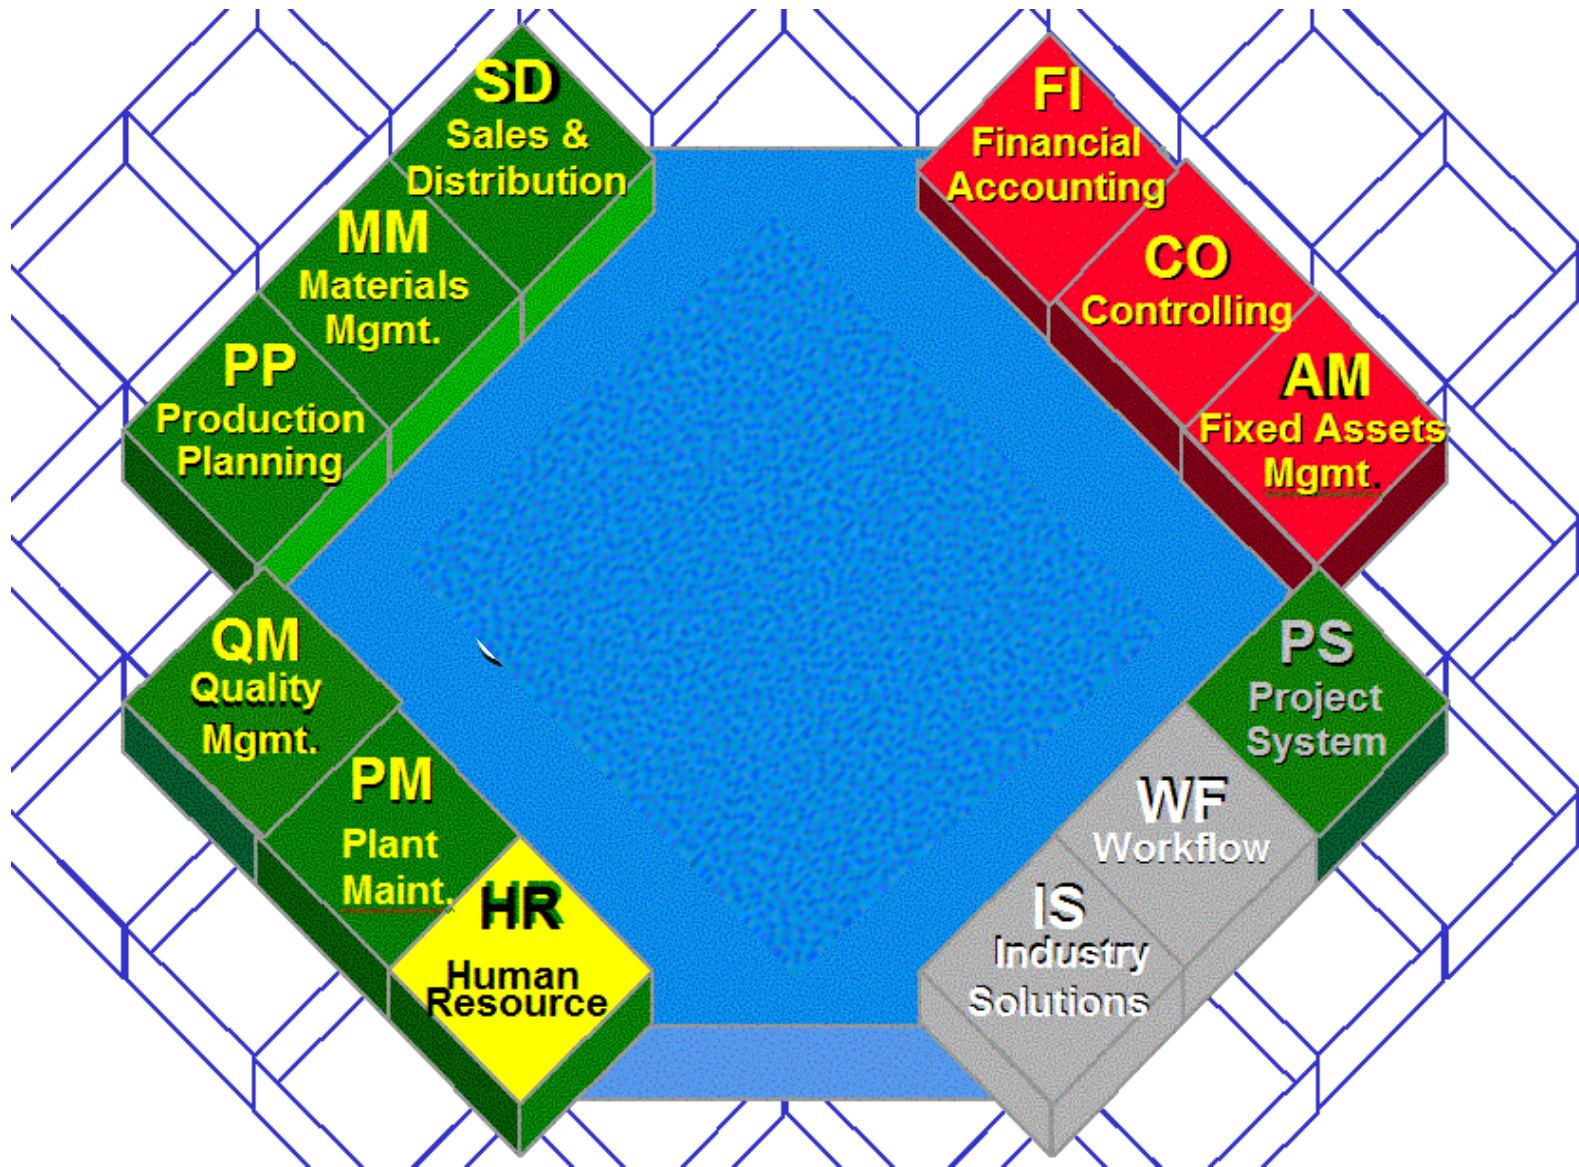 SD
Sales &
Distribution
MM
Materials
Mgmt.
PP
Production
Planning
QM
Quality
Mgmt.
PM
Plant
Maint.
HR
Human
Resource
FI
Financial
Accounting
CO
Controlling
AM
Fixed Assets
Mgmt.
PS
Project
System
WF
Workflow
IS
Industry
Solutions